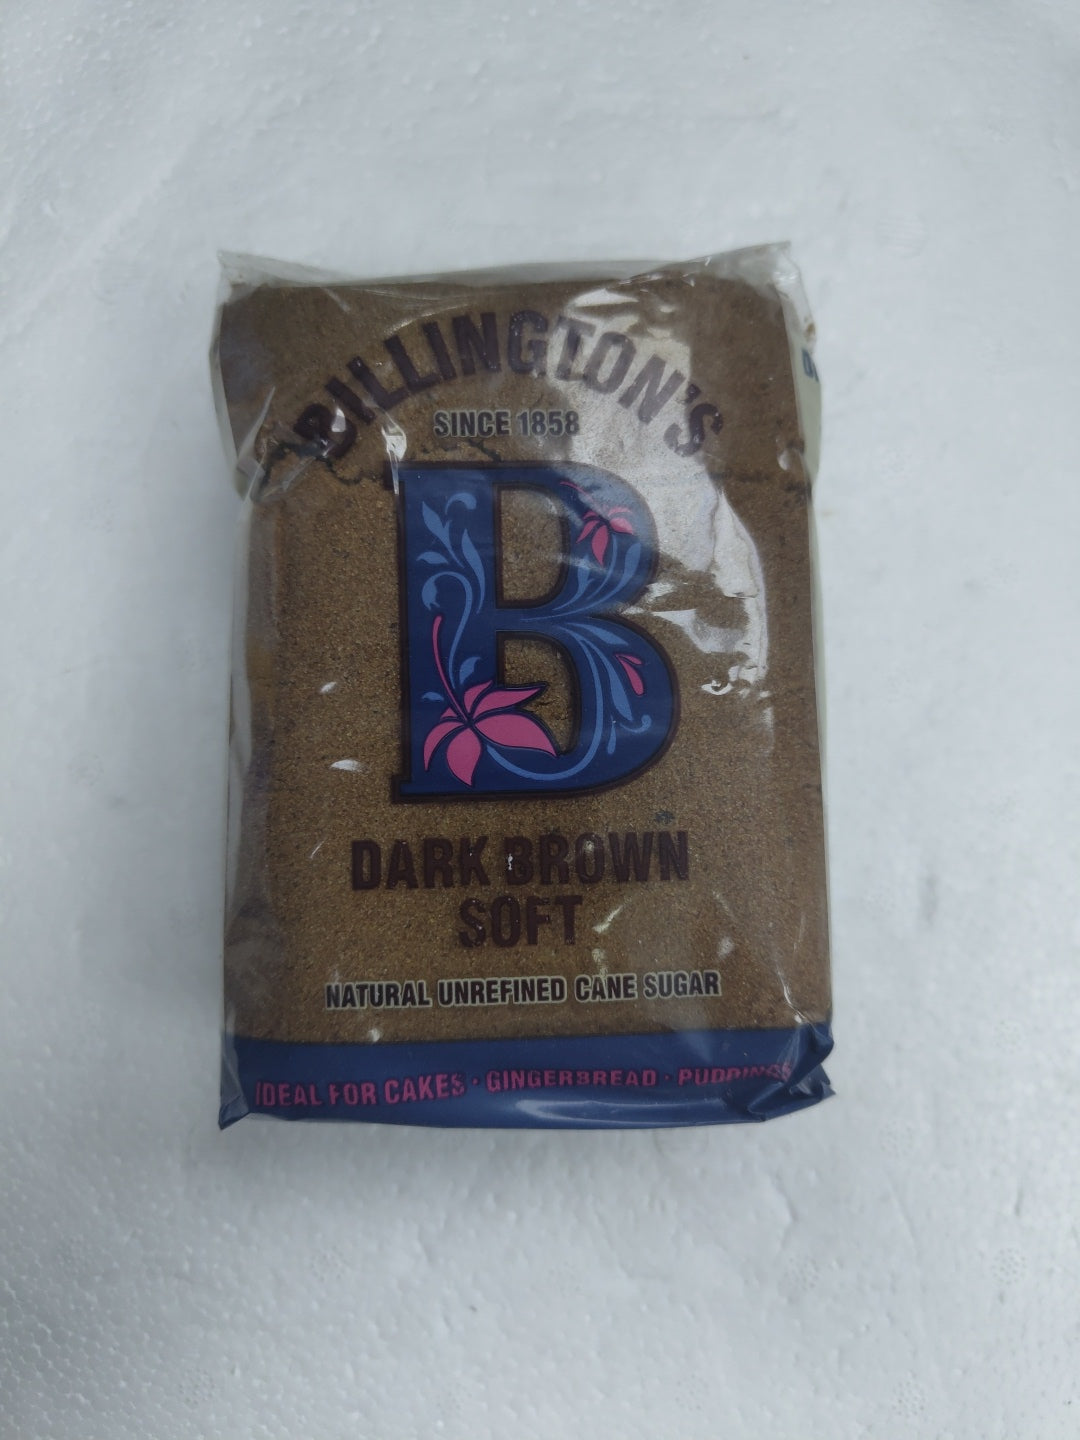 BILLINGTON'S
SINCE 1858
B
DARK BROWN
SOFT
NATURAL UNREFINED CANE SUGAR
IDEAL FOR CAKES · GINGERBREAD · PUDDINGS